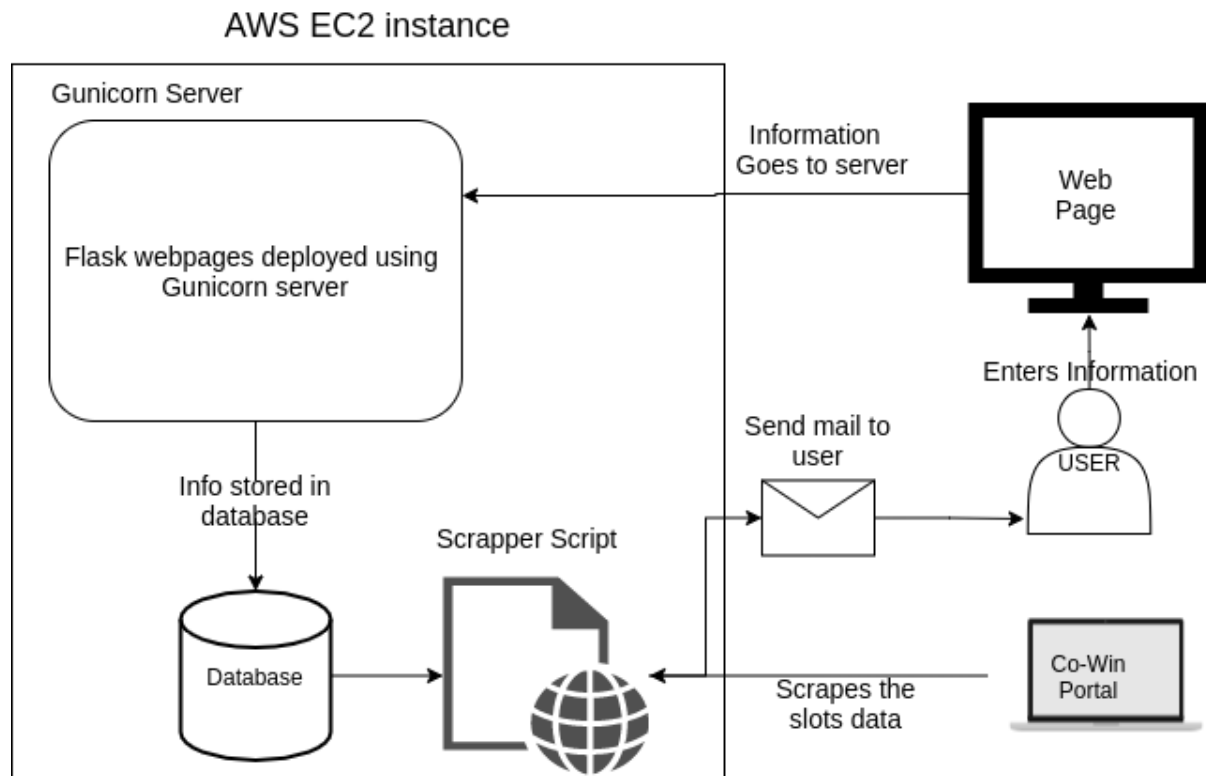 AWS EC2 instance
Gunicorn Server
Information
Goes to server
Web
Page
Flask webpages deployed using
Gunicorn server
Enters Information
Send mail to
user
USER
Info stored in
database
Scrapper Script
Database
Co-Win
Portal
Scrapes the
slots data